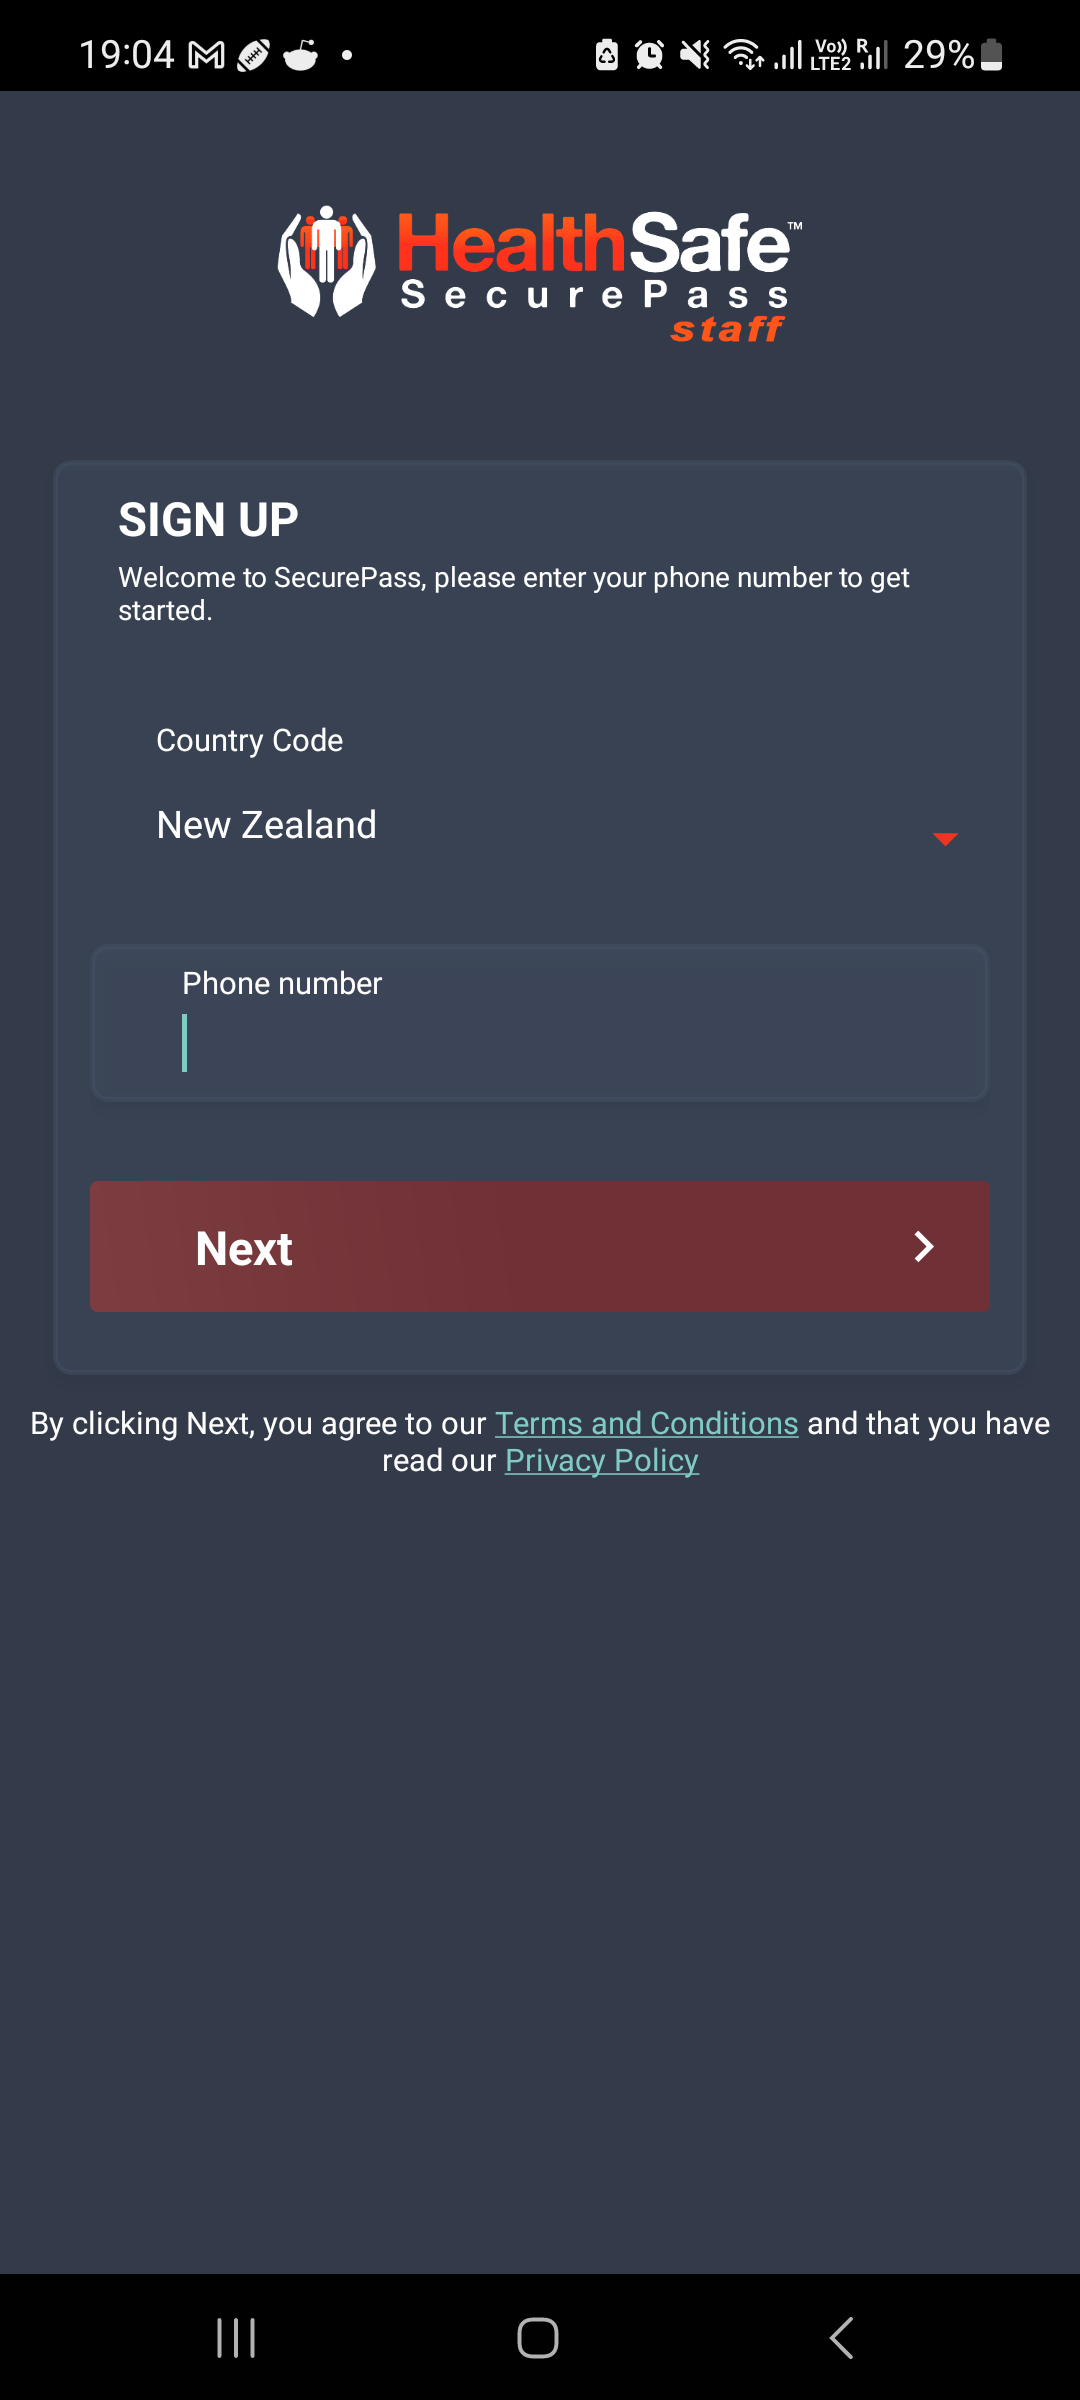 19:04
Vo)) R
LTE2
29%
HealthSafe™
SecurePass
staff
SIGN UP
Welcome to SecurePass, please enter your phone number to get
started.
Country Code
New Zealand
Phone number
Next
By clicking Next, you agree to our Terms and Conditions and that you have
read our Privacy Policy